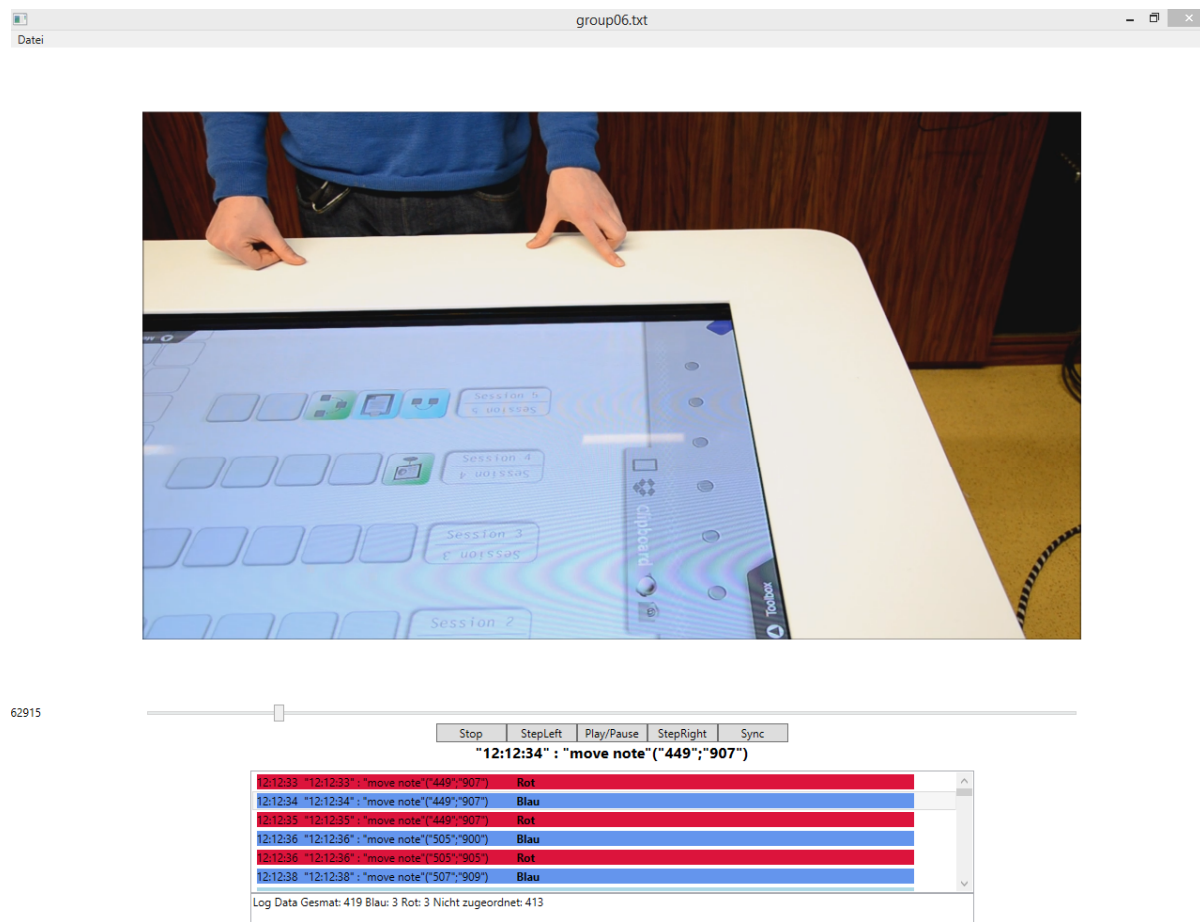 group06.txt
Datei
Session 5
Session 5
Session 4
Session 4
Clipboard
Session 3
Session 3
Toolbox
Session 2
62915
Stop StepLeft Play/Pause StepRight Sync
"12:12:34" : "move note"("449";"907")
12:12:33 "12:12:33" : "move note"("449";"907") Rot
12:12:34 "12:12:34" : "move note"("449";"907") Blau
12:12:35 "12:12:35" : "move note"("449";"907") Rot
12:12:36 "12:12:36" : "move note"("505";"900") Blau
12:12:36 "12:12:36" : "move note"("505";"905") Rot
12:12:38 "12:12:38" : "move note"("507";"909") Blau
Log Data Gesmat: 419 Blau: 3 Rot: 3 Nicht zugeordnet: 413